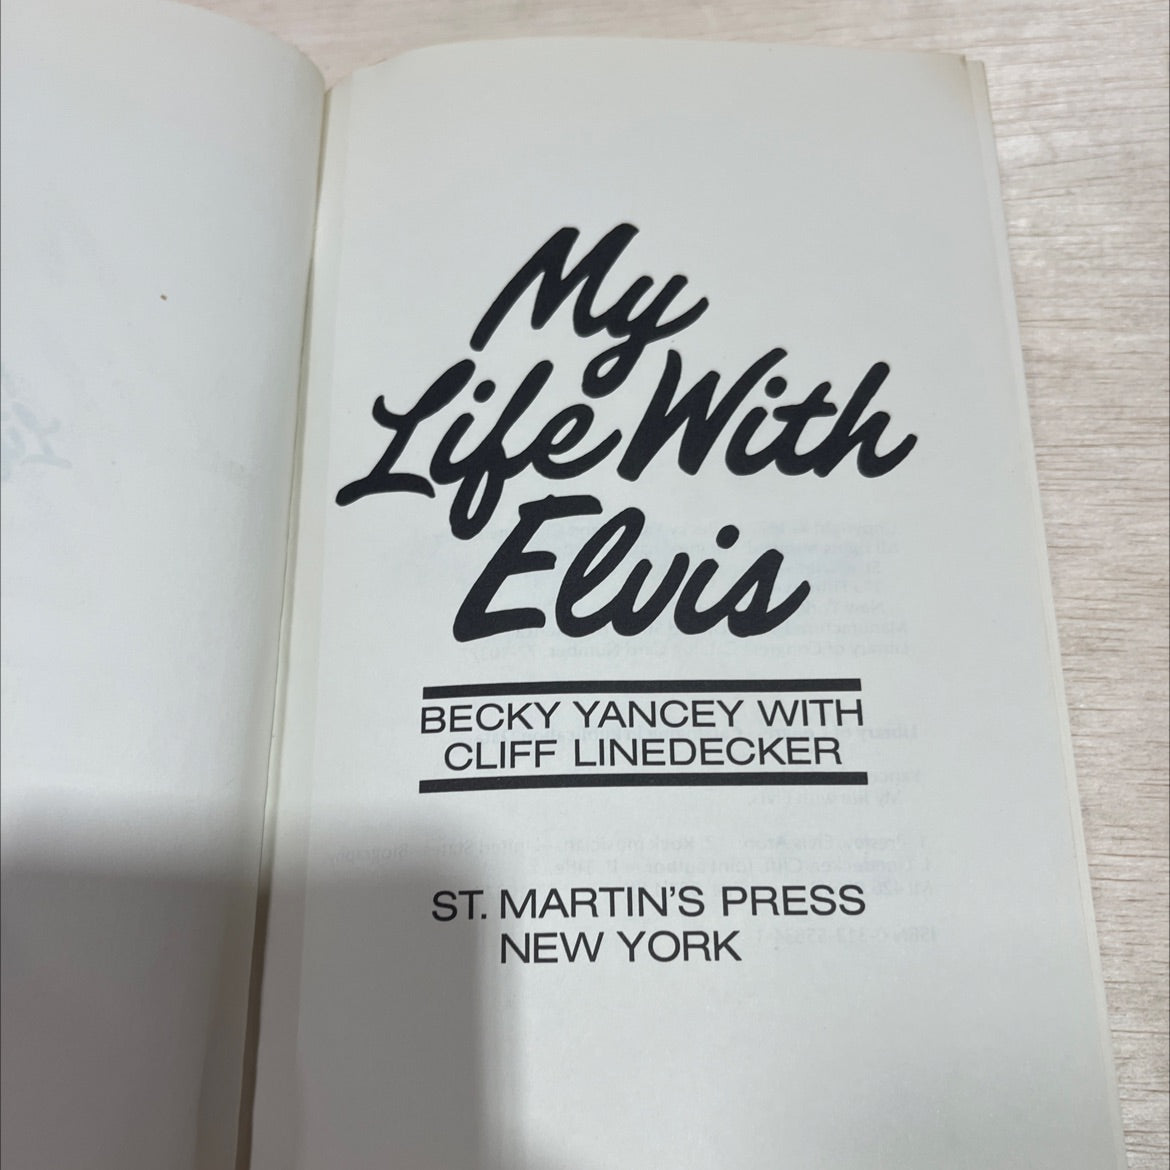 My
Life With
Elvis
BECKY YANCEY WITH
CLIFF LINEDECKER
ST. MARTIN'S PRESS
NEW YORK